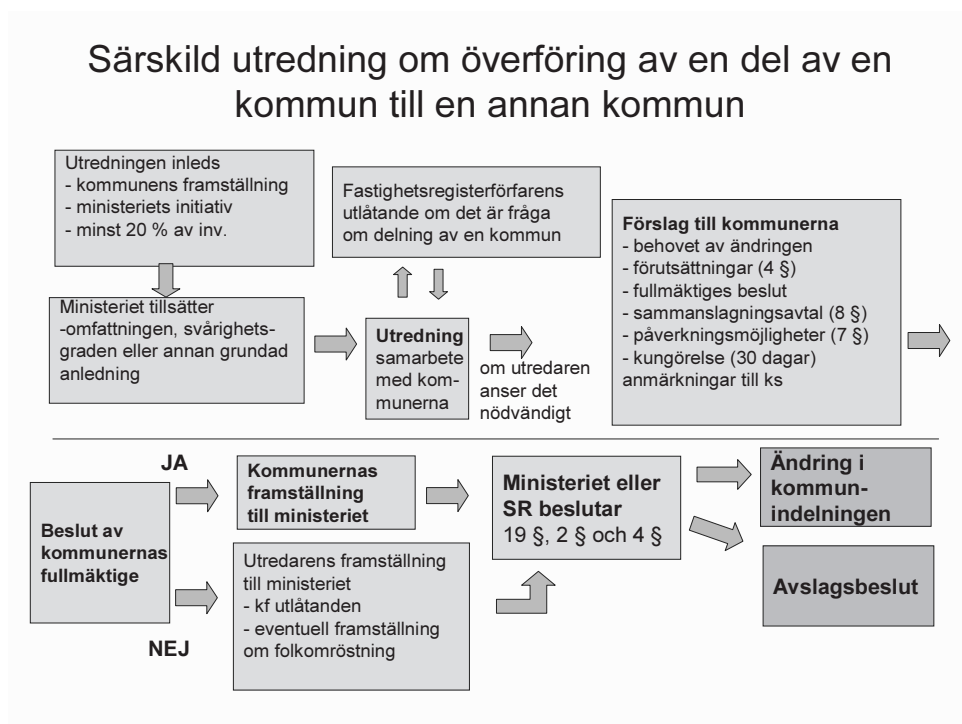 Särskild utredning om överföring av en del av en
kommun till en annan kommun
Utredningen inleds
- kommunens framställning
- ministeriets initiativ
- minst 20 % av inv.
Ministeriet tillsätter
-omfattningen, svårighets-
graden eller annan grundad
anledning
Fastighetsregisterförfarens
utlåtande om det är fråga
om delning av en kommun
Utredning
samarbete
med kom-
munerna
om utredaren
anser det
nödvändigt
Förslag till kommunerna
- behovet av ändringen
- förutsättningar (4 §)
- fullmäktiges beslut
- sammanslagningsavtal (8 §)
- påverkningsmöjligheter (7 §)
- kungörelse (30 dagar)
anmärkningar till ks
Beslut av
kommunernas
fullmäktige
JA
Kommunernas
framställning
till ministeriet
NEJ
Utredarens framställning
till ministeriet
- kf utlåtanden
- eventuell framställning
om folkomröstning
Ministeriet eller
SR beslutar
19 §, 2 § och 4 §
Ändring i
kommun-
indelningen
Avslagsbeslut